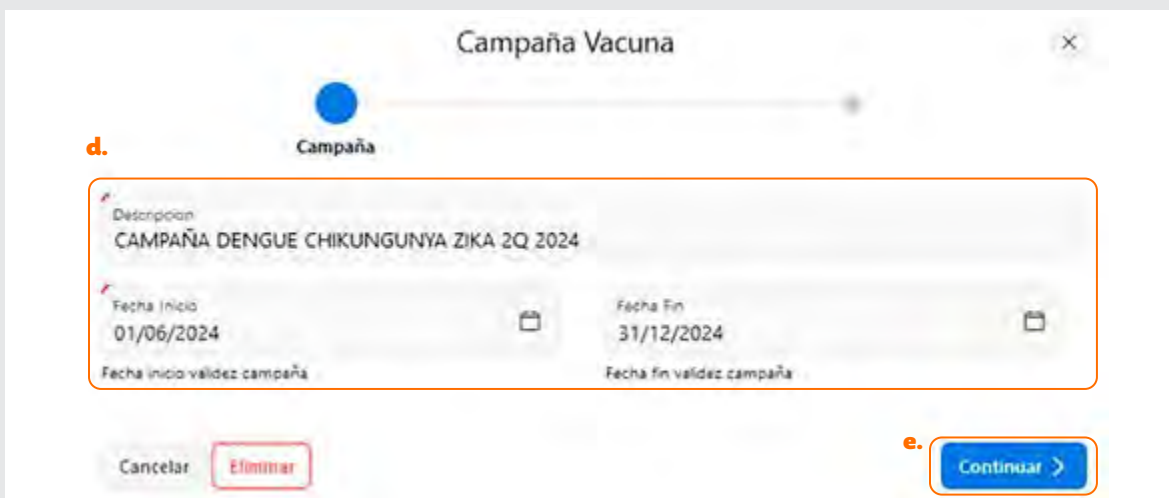 Campaña Vacuna
Campaña
d.
Descripcion
CAMPAÑA DENGUE CHIKUNGUNYA ZIKA 2Q 2024
Fecha Inicio
01/06/2024
Fecha Fin
31/12/2024
Fecha inicio validez campaña
Fecha fin validez campaña
Cancelar
Eliminar
e.
Continuar >